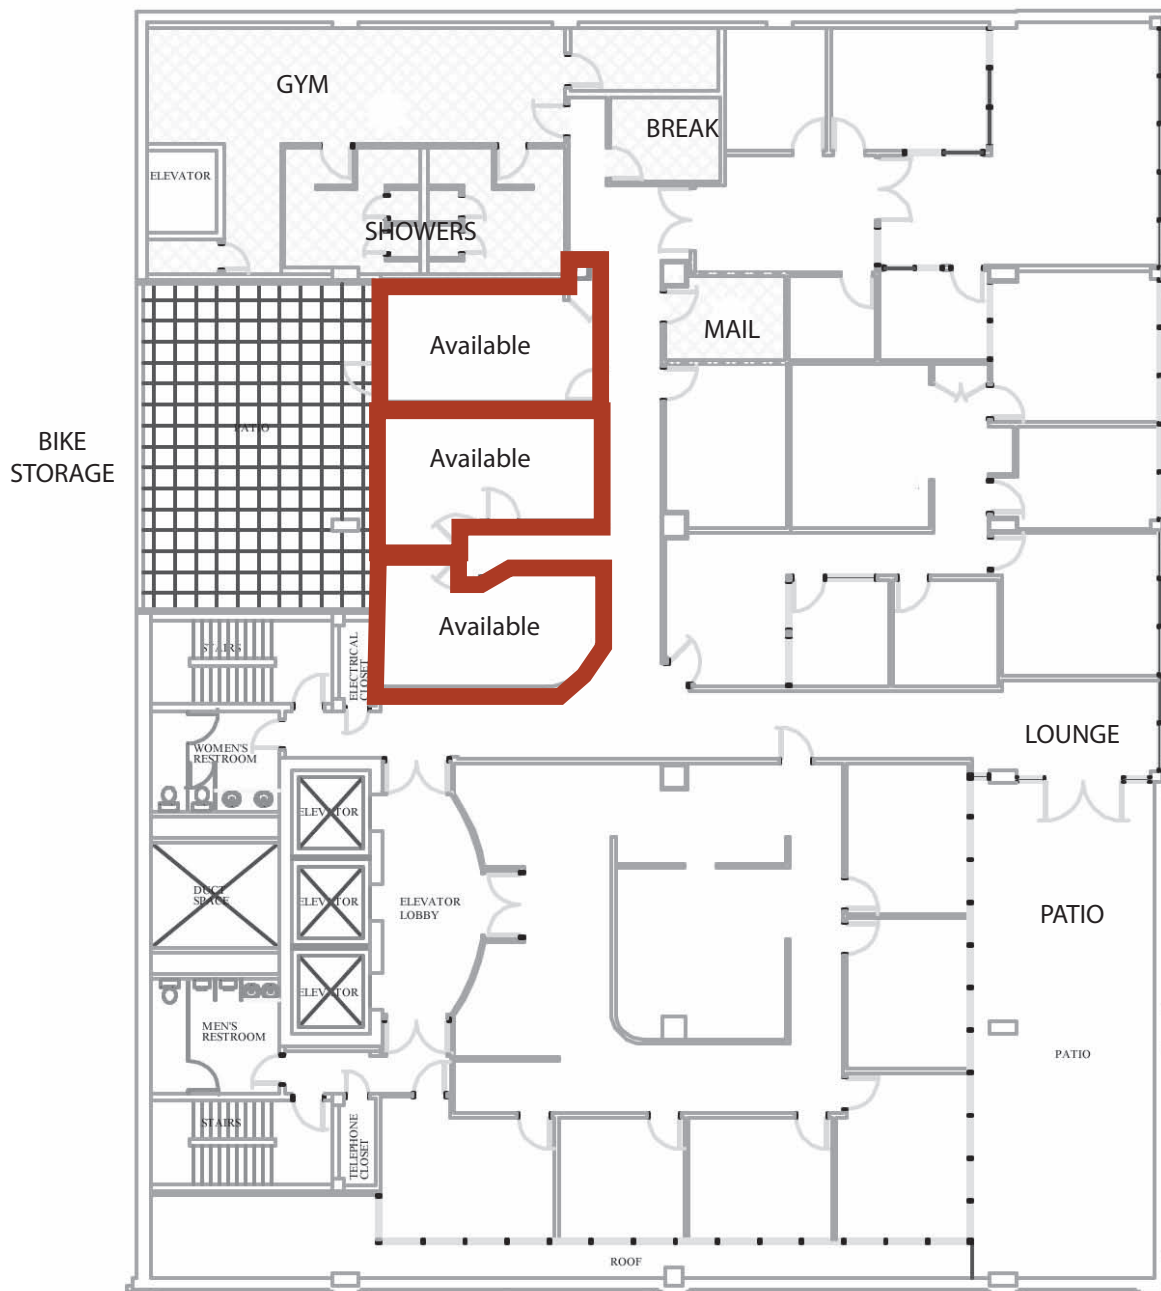 GYM
BREAK
ELEVATOR
SHOWERS
Available
MAIL
PATIO
Available
BIKE
STORAGE
Available
STAIRS
ELECTRICAL
CLOSET
LOUNGE
WOMEN'S
RESTROOM
ELEVATOR
DUCT
SPACE
ELEVATOR
ELEVATOR
LOBBY
PATIO
ELEVATOR
MEN'S
RESTROOM
PATIO
STAIRS
TELEPHONE
CLOSET
ROOF